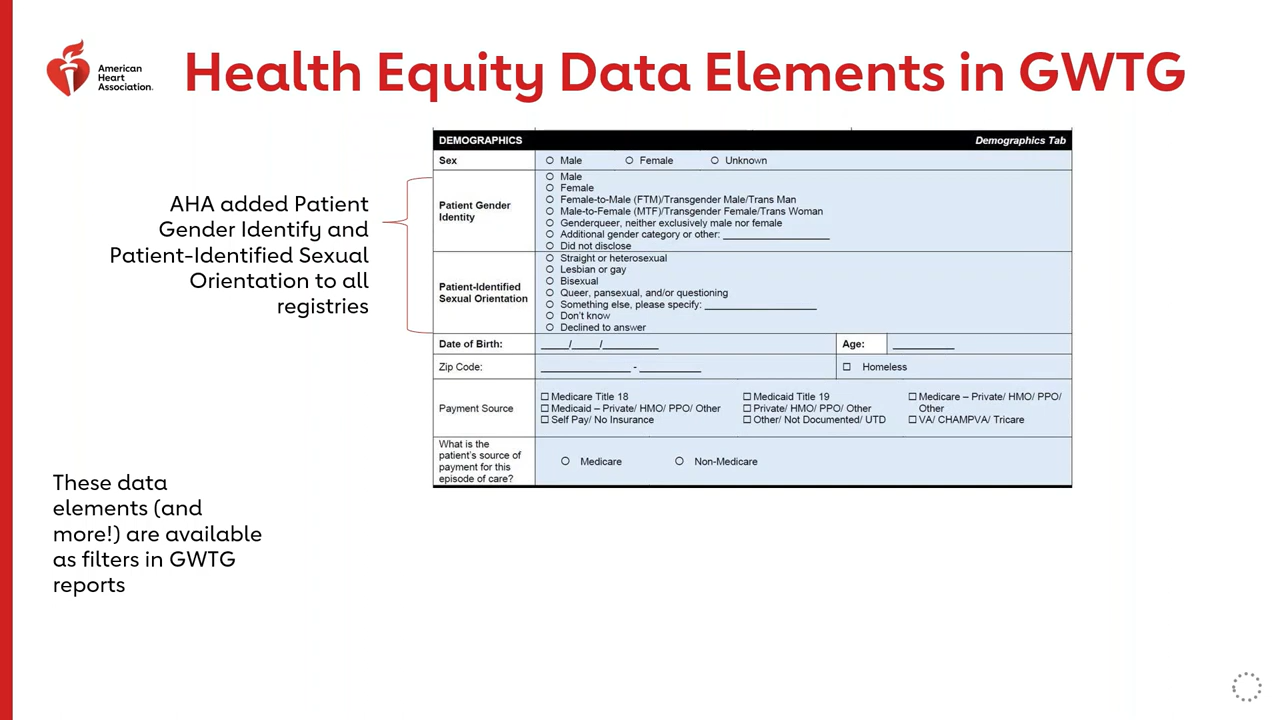 American
Heart
Association.
Health Equity Data Elements in GWTG
AHA added Patient
Gender Identify and
Patient-Identified Sexual
Orientation to all
registries
These data
elements (and
more!) are available
as filters in GWTG
reports
DEMOGRAPHICS Demographics Tab
Sex Male Female Unknown
Patient Gender
Identity
Male
Female
Female-to-Male (FTM)/Transgender Male/Trans Man
Male-to-Female (MTF)/Transgender Female/Trans Woman
Genderqueer, neither exclusively male nor female
Additional gender category or other: ____________________
Did not disclose
Patient-Identified
Sexual Orientation
Straight or heterosexual
Lesbian or gay
Bisexual
Queer, pansexual, and/or questioning
Something else, please specify: ____________________
Don't know
Declined to answer
Date of Birth: _____/_____/__________ Age: ___________
Zip Code: ________________ - ___________ Homeless
Payment Source
Medicare Title 18 Medicaid Title 19 Medicare – Private/ HMO/ PPO/
Medicaid – Private/ HMO/ PPO/ Other Private/ HMO/ PPO/ Other Other
Self Pay/ No Insurance Other/ Not Documented/ UTD VA/ CHAMPVA/ Tricare
What is the
patient's source of
payment for this
episode of care?
Medicare Non-Medicare